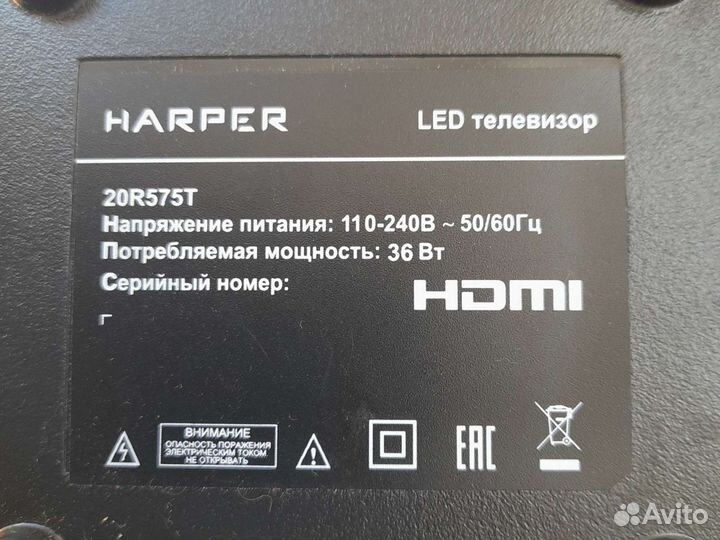 HARPER
LED телевизор
20R575T
Напряжение питания: 110-240В ~ 50/60Гц
Потребляемая мощность: 36 Вт
Серийный номер:
HDMI
ВНИМАНИЕ
ОПАСНОСТЬ ПОРАЖЕНИЯ
ЭЛЕКТРИЧЕСКИМ ТОКОМ
НЕ ОТКРЫВАТЬ
EAC
Avito